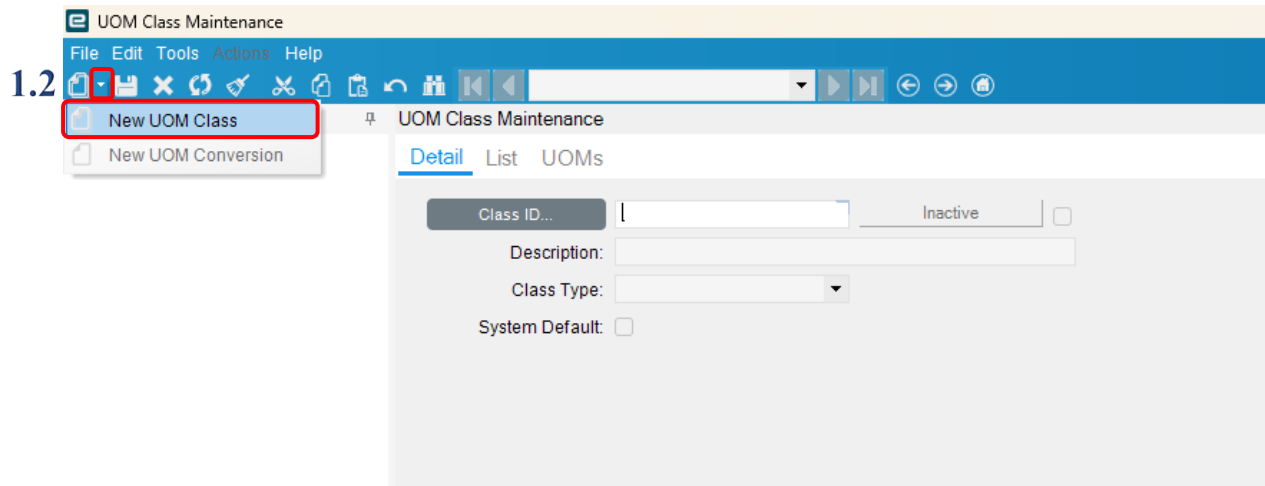 UOM Class Maintenance
File Edit Tools Actions Help
1.2
New UOM Class
New UOM Conversion
UOM Class Maintenance
Detail List UOMs
Class ID...
Inactive
Description:
Class Type:
System Default: